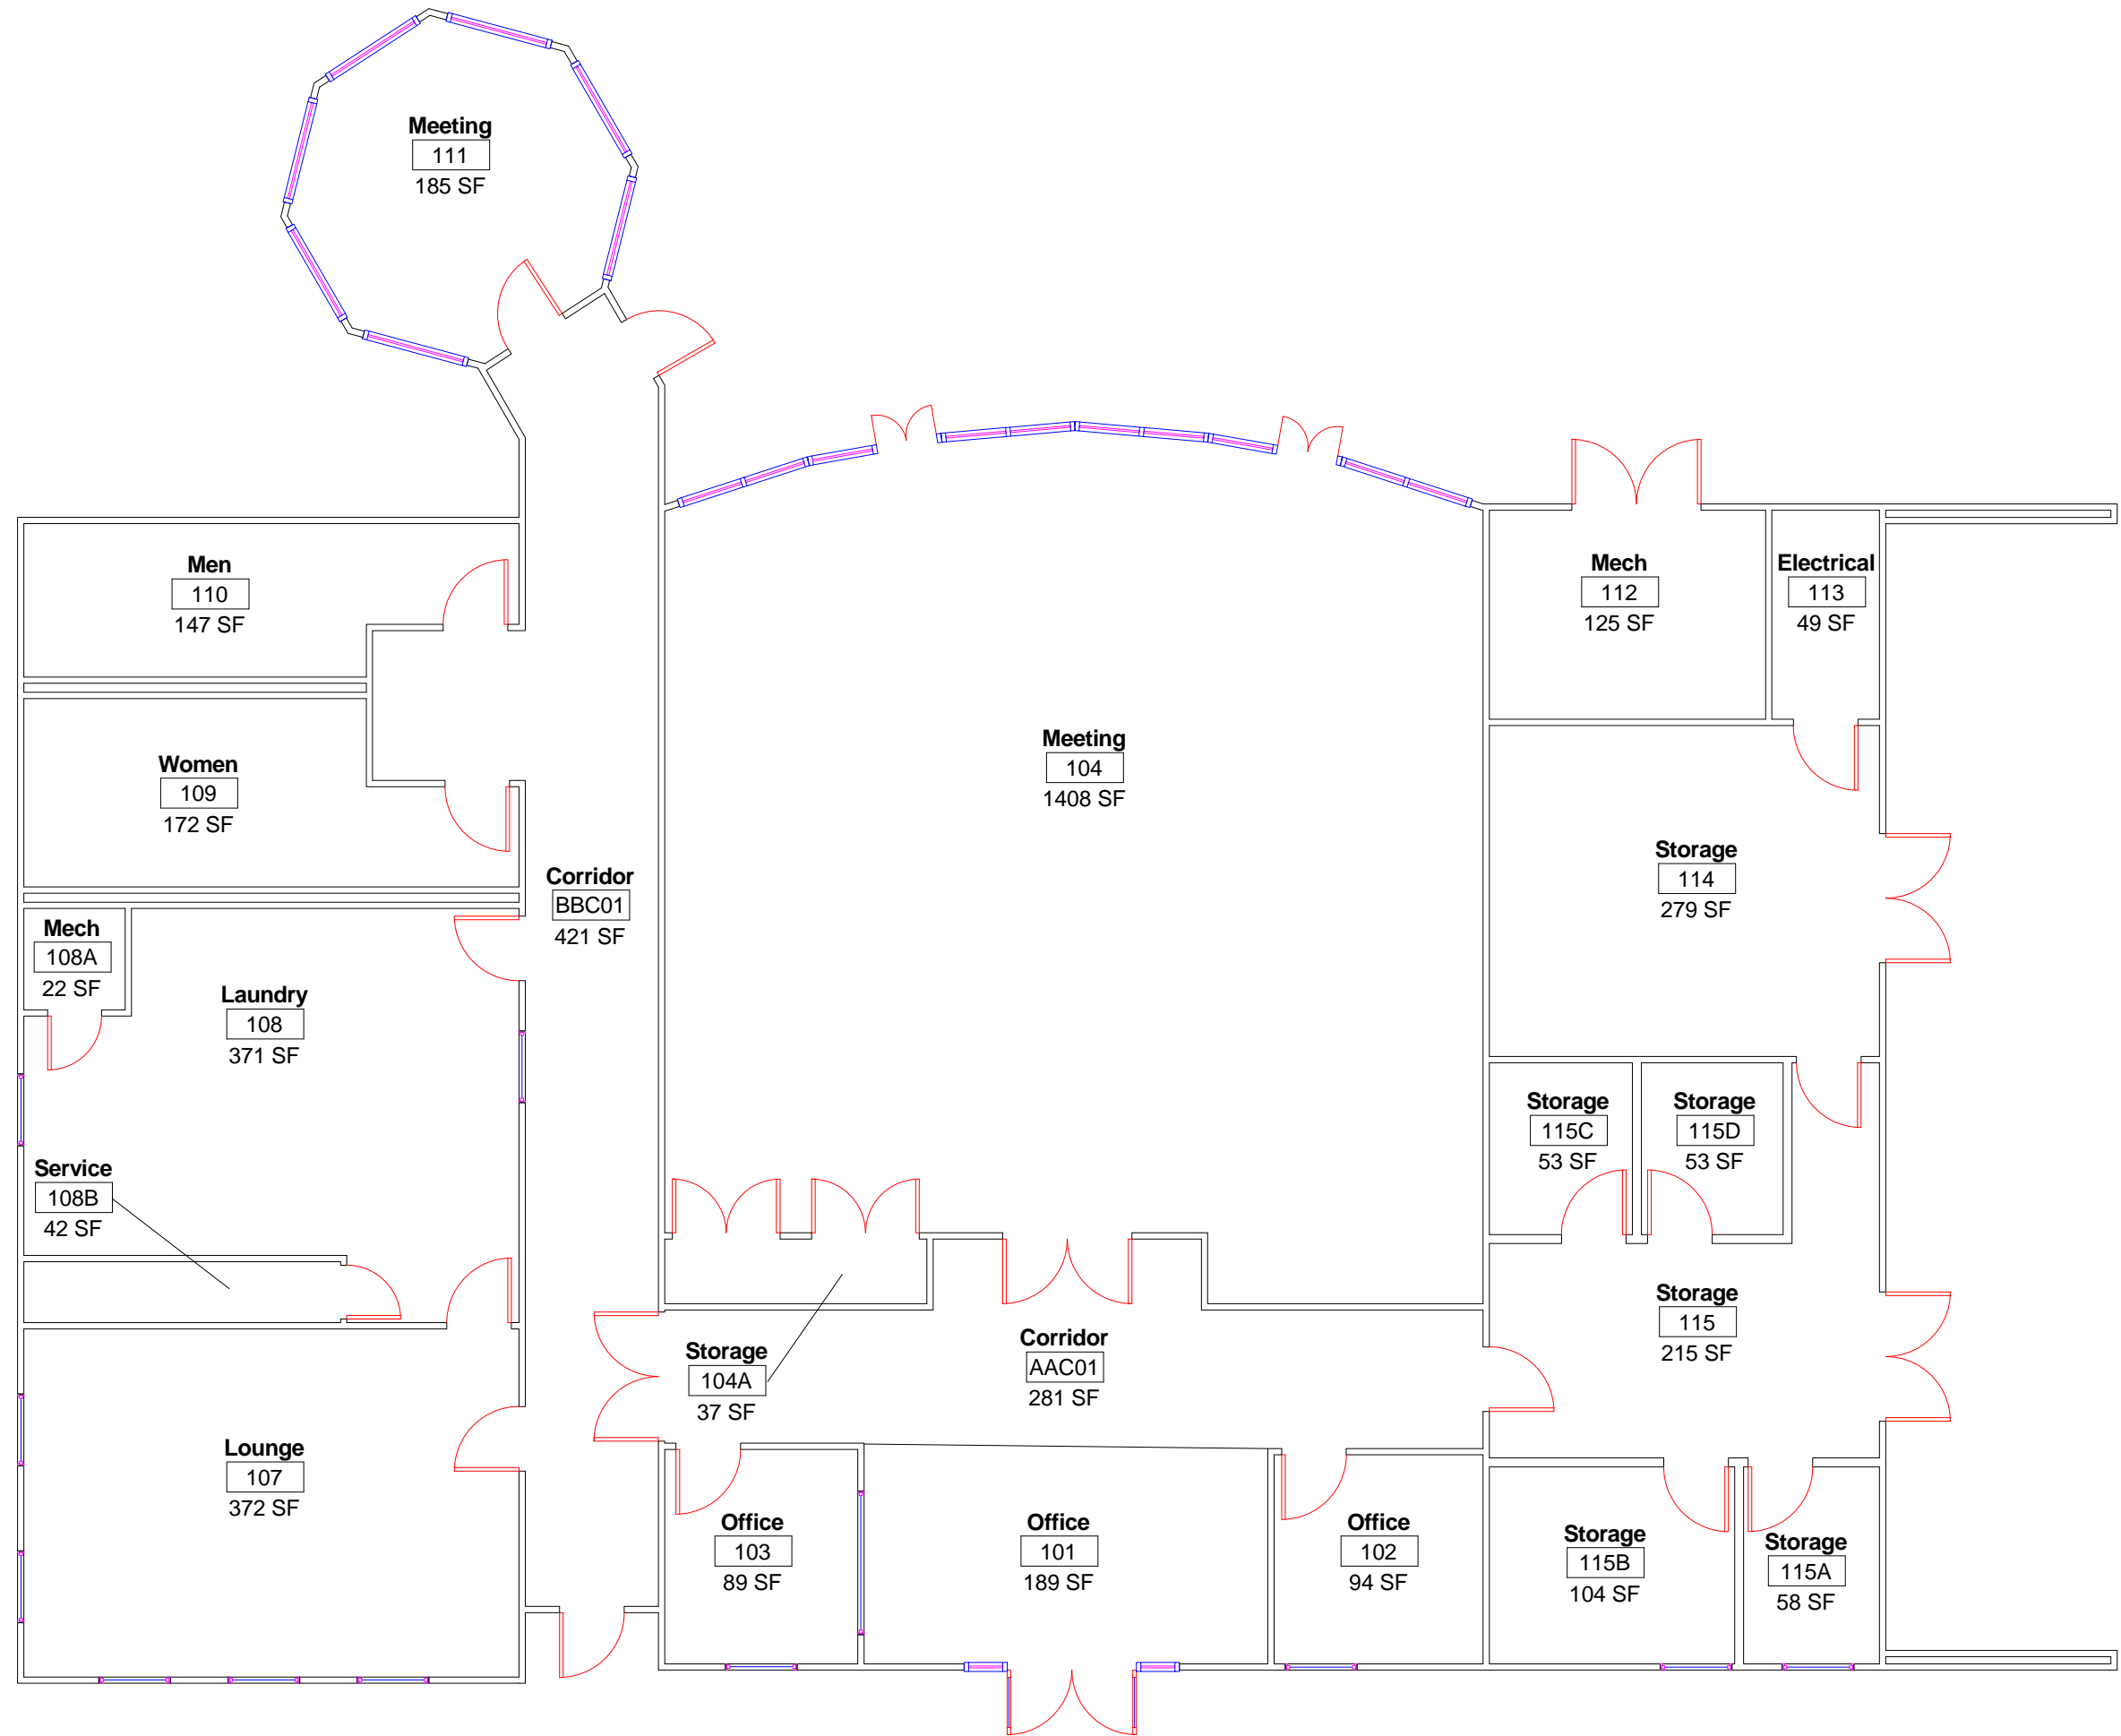 Meeting
111
185 SF
Men
110
147 SF
Mech
112
125 SF
Electrical
113
49 SF
Women
109
172 SF
Meeting
104
1408 SF
Storage
114
279 SF
Corridor
BBC01
421 SF
Mech
108A
22 SF
Laundry
108
371 SF
Storage
115C
53 SF
Storage
115D
53 SF
Service
108B
42 SF
Storage
115
215 SF
Corridor
AAC01
281 SF
Storage
104A
37 SF
Lounge
107
372 SF
Office
103
89 SF
Office
101
189 SF
Office
102
94 SF
Storage
115B
104 SF
Storage
115A
58 SF